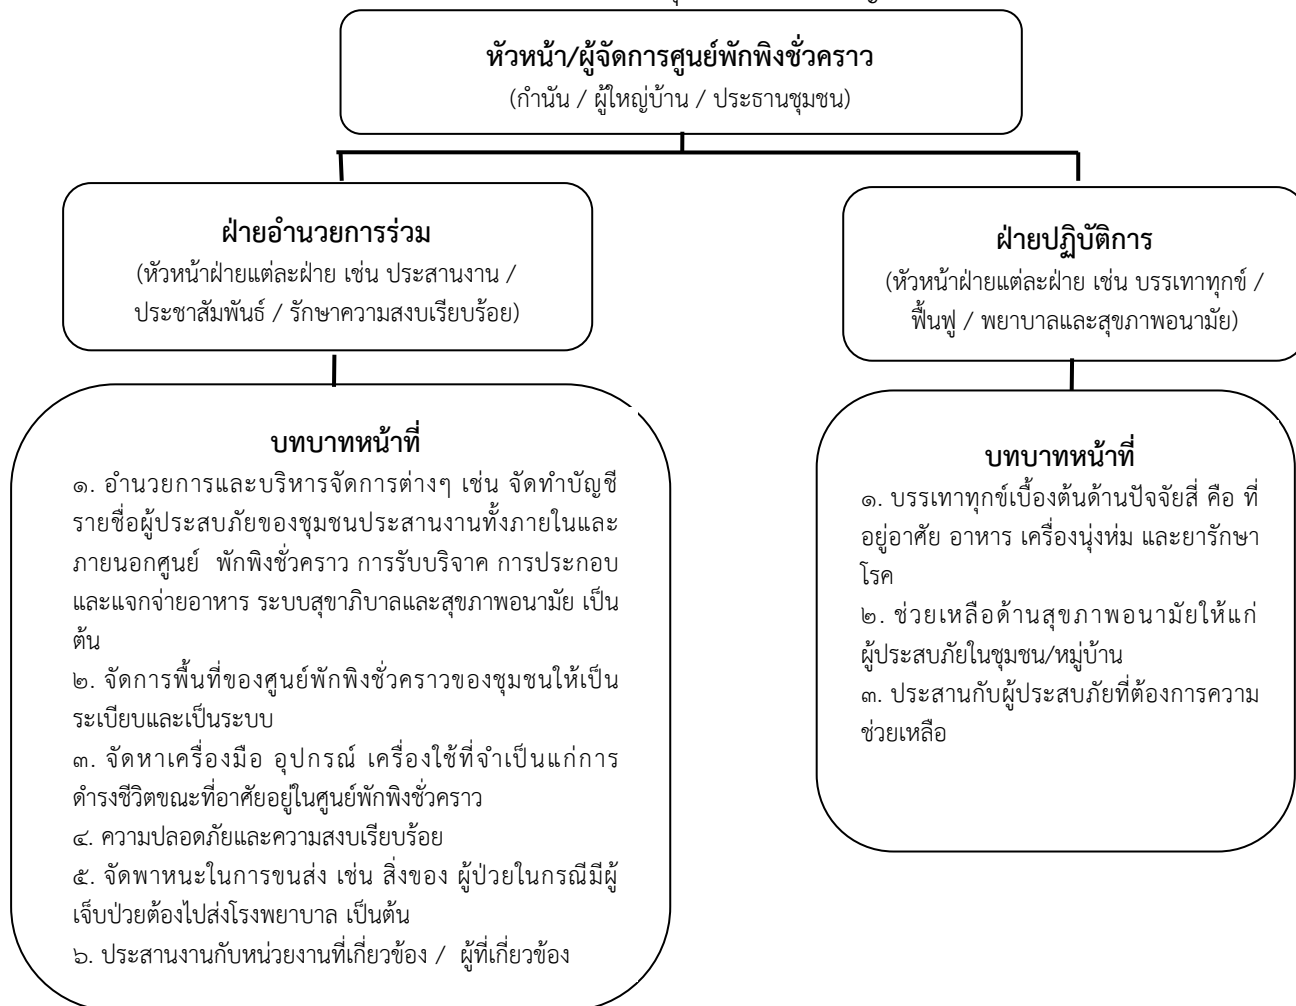 หัวหน้า/ผู้จัดการศูนย์พักพิงชั่วคราว
(กำนัน / ผู้ใหญ่บ้าน / ประธานชุมชน)
ฝ่ายอำนวยการร่วม
(หัวหน้าฝ่ายแต่ละฝ่าย เช่น ประสานงาน /
ประชาสัมพันธ์ / รักษาความสงบเรียบร้อย)
บทบาทหน้าที่
๑. อำนวยการและบริหารจัดการต่างๆ เช่น จัดทำบัญชี
รายชื่อผู้ประสบภัยของชุมชนประสานงานทั้งภายในและ
ภายนอกศูนย์ พักพิงชั่วคราว การรับบริจาค การประกอบ
และแจกจ่ายอาหาร ระบบสุขาภิบาลและสุขภาพอนามัย เป็น
ต้น
๒. จัดการพื้นที่ของศูนย์พักพิงชั่วคราวของชุมชนให้เป็น
ระเบียบและเป็นระบบ
๓. จัดหาเครื่องมือ อุปกรณ์ เครื่องใช้ที่จำเป็นแก่การ
ดำรงชีวิตขณะที่อาศัยอยู่ในศูนย์พักพิงชั่วคราว
๔. ความปลอดภัยและความสงบเรียบร้อย
๕. จัดพาหนะในการขนส่ง เช่น สิ่งของ ผู้ป่วยในกรณีมีผู้
เจ็บป่วยต้องไปส่งโรงพยาบาล เป็นต้น
๖. ประสานงานกับหน่วยงานที่เกี่ยวข้อง / ผู้ที่เกี่ยวข้อง
ฝ่ายปฏิบัติการ
(หัวหน้าฝ่ายแต่ละฝ่าย เช่น บรรเทาทุกข์ /
ฟื้นฟู / พยาบาลและสุขภาพอนามัย)
บทบาทหน้าที่
๑. บรรเทาทุกข์เบื้องต้นด้านปัจจัยสี่ คือ ที่
อยู่อาศัย อาหาร เครื่องนุ่งห่ม และยารักษา
โรค
๒. ช่วยเหลือด้านสุขภาพอนามัยให้แก่
ผู้ประสบภัยในชุมชน/หมู่บ้าน
๓. ประสานกับผู้ประสบภัยที่ต้องการความ
ช่วยเหลือ